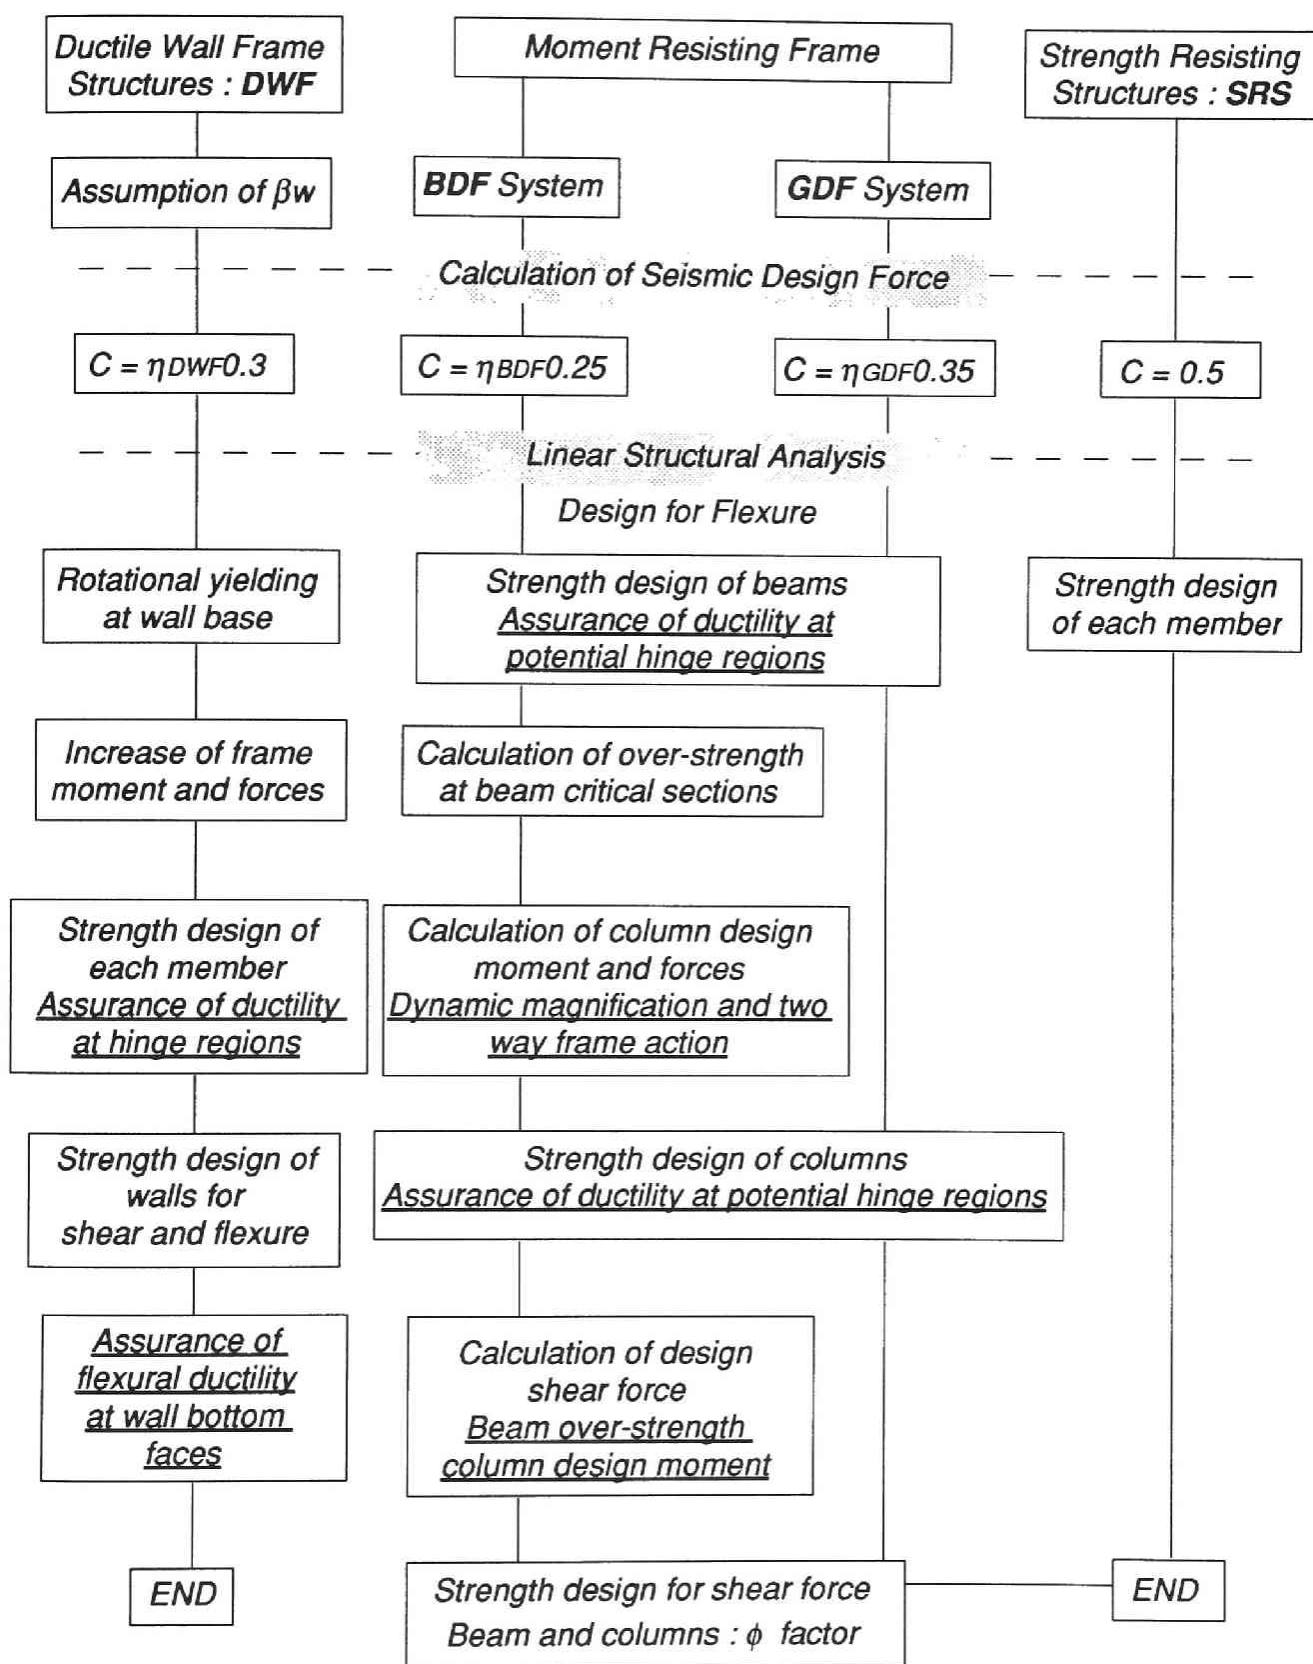 Ductile Wall Frame
Structures : DWF
Moment Resisting Frame
Strength Resisting
Structures : SRS
Assumption of βw
BDF System
GDF System
Calculation of Seismic Design Force
C = ηDWF0.3
C = ηBDF0.25
C = ηGDF0.35
C = 0.5
Linear Structural Analysis
Design for Flexure
Rotational yielding
at wall base
Strength design of beams
Assurance of ductility at
potential hinge regions
Strength design
of each member
Increase of frame
moment and forces
Calculation of over-strength
at beam critical sections
Strength design of
each member
Assurance of ductility
at hinge regions
Calculation of column design
moment and forces
Dynamic magnification and two
way frame action
Strength design of
walls for
shear and flexure
Strength design of columns
Assurance of ductility at potential hinge regions
Assurance of
flexural ductility
at wall bottom
faces
Calculation of design
shear force
Beam over-strength
column design moment
END
Strength design for shear force
Beam and columns : ϕ factor
END